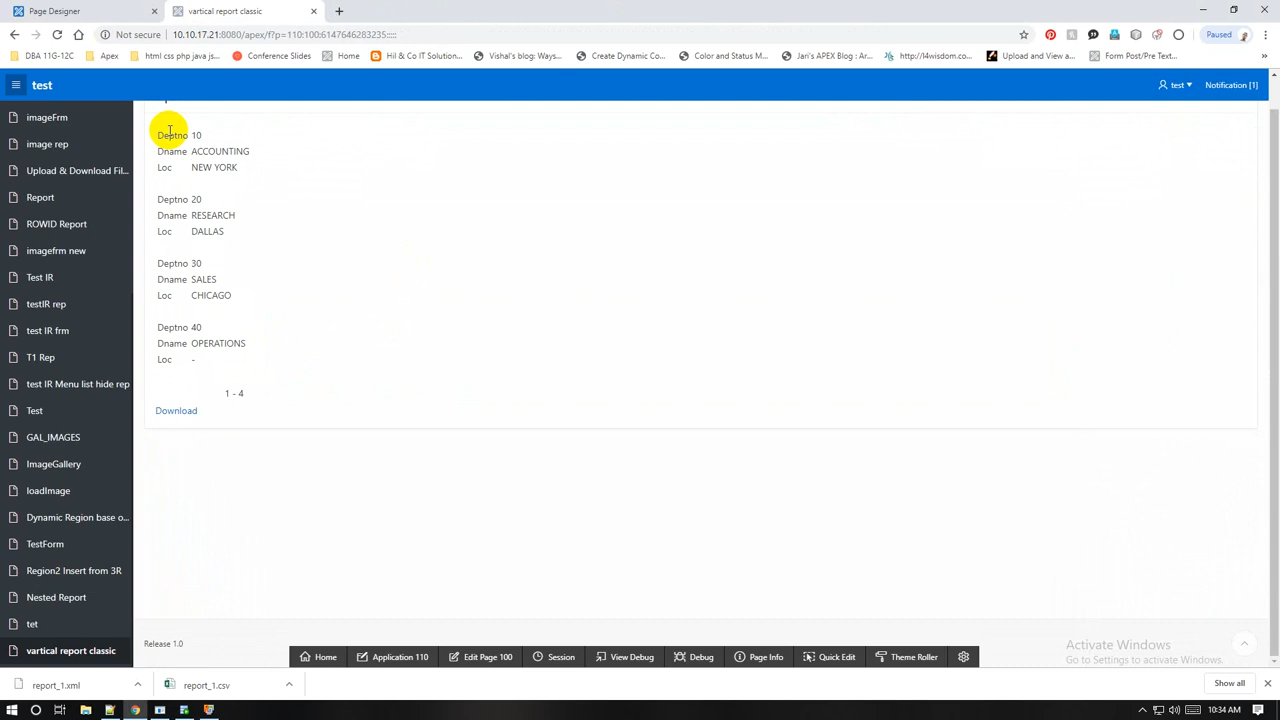 Page Designer
vartical report classic
Not secure
10.10.17.21:8080/apex/f?p=110:100:6147646283235:::::
Paused
DBA 11G-12C
Apex
html css php java js...
Conference Slides
Home
Hil & Co IT Solution...
Vishal's blog: Ways...
Create Dynamic Co...
Color and Status M...
Jari's APEX Blog : Ar...
http://l4wisdom.co...
Upload and View a...
Form Post/Pre Text...
»
test
test
Notification [1]
imageFrm
image rep
Upload & Download Fil...
Report
ROWID Report
imagefrm new
Test IR
testIR rep
test IR frm
T1 Rep
test IR Menu list hide rep
Test
GAL_IMAGES
ImageGallery
loadImage
Dynamic Region base o...
TestForm
Region2 Insert from 3R
Nested Report
tet
vartical report classic
Deptno 10
Dname ACCOUNTING
Loc NEW YORK
Deptno 20
Dname RESEARCH
Loc DALLAS
Deptno 30
Dname SALES
Loc CHICAGO
Deptno 40
Dname OPERATIONS
Loc -
1 - 4
Download
Release 1.0
Activate Windows
Go to Settings to activate Windows.
Home
Application 110
Edit Page 100
Session
View Debug
Debug
Page Info
Quick Edit
Theme Roller
report_1.xml
report_1.csv
Show all
10:34 AM